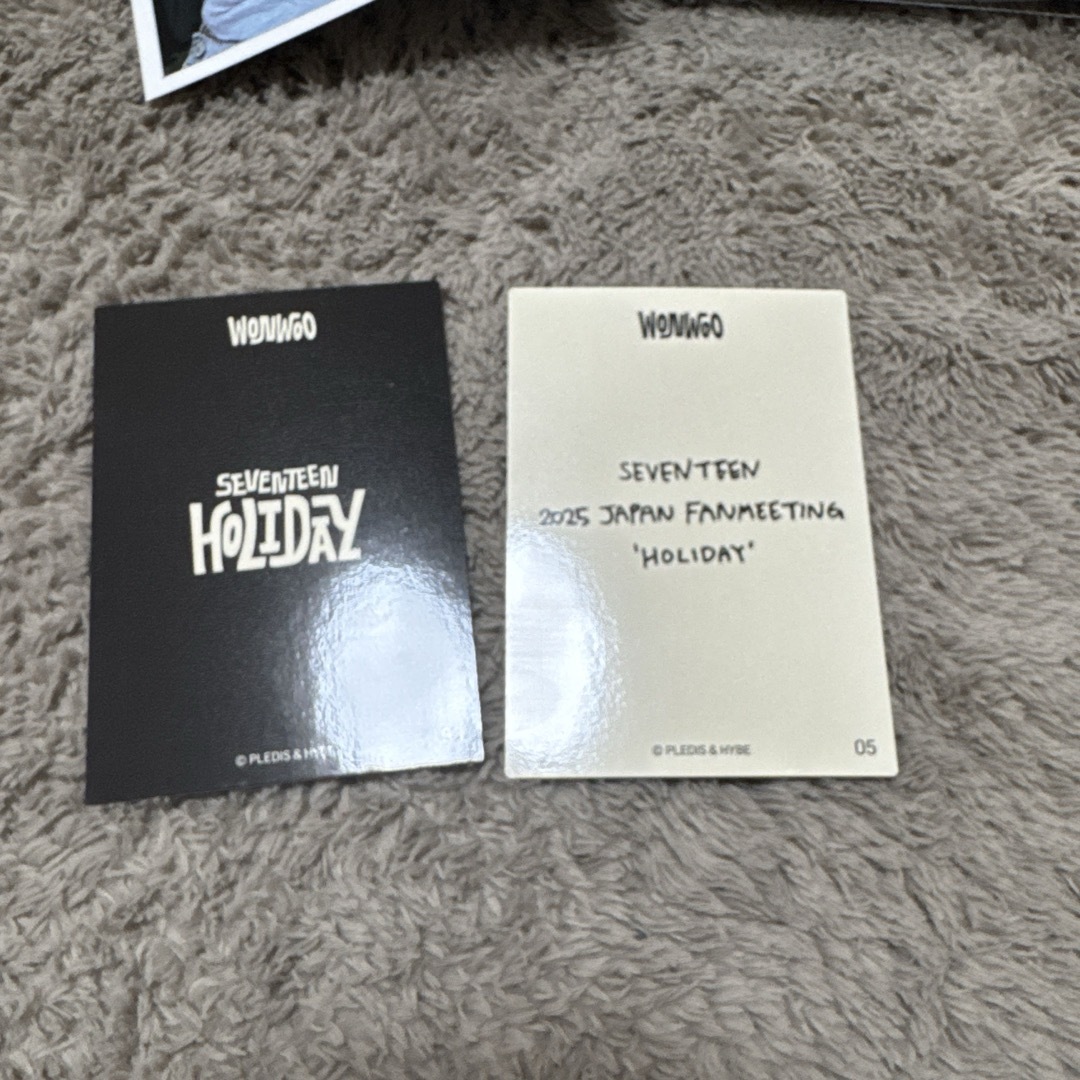 WONWOO
SEVENTEEN
HOLIDAY
© PLEDIS & HYBE
WONWOO
SEVENTEEN
2025 JAPAN FANMEETING
'HOLIDAY'
© PLEDIS & HYBE
05